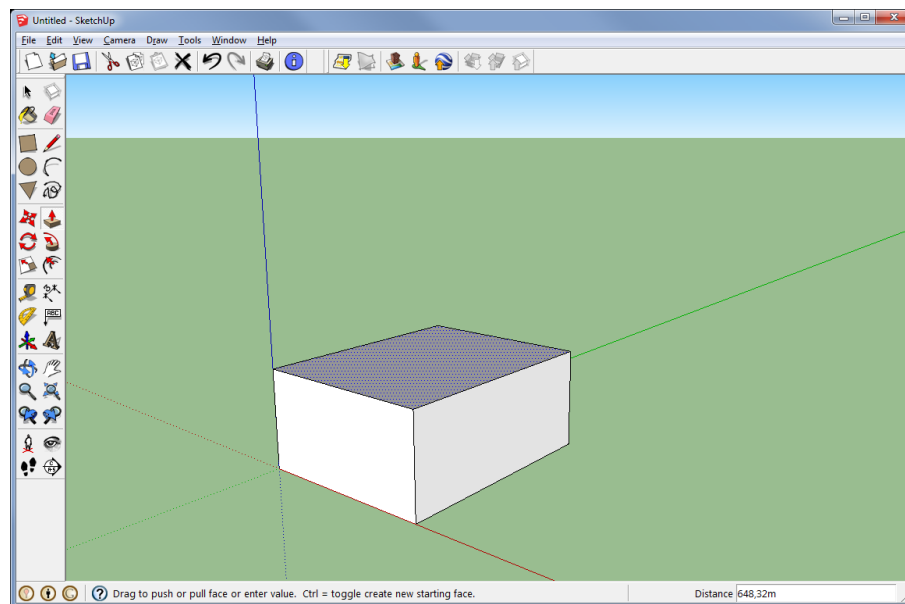 Untitled - SketchUp
File Edit View Camera Draw Tools Window Help
ABC
Drag to push or pull face or enter value. Ctrl = toggle create new starting face.
Distance 648,32m